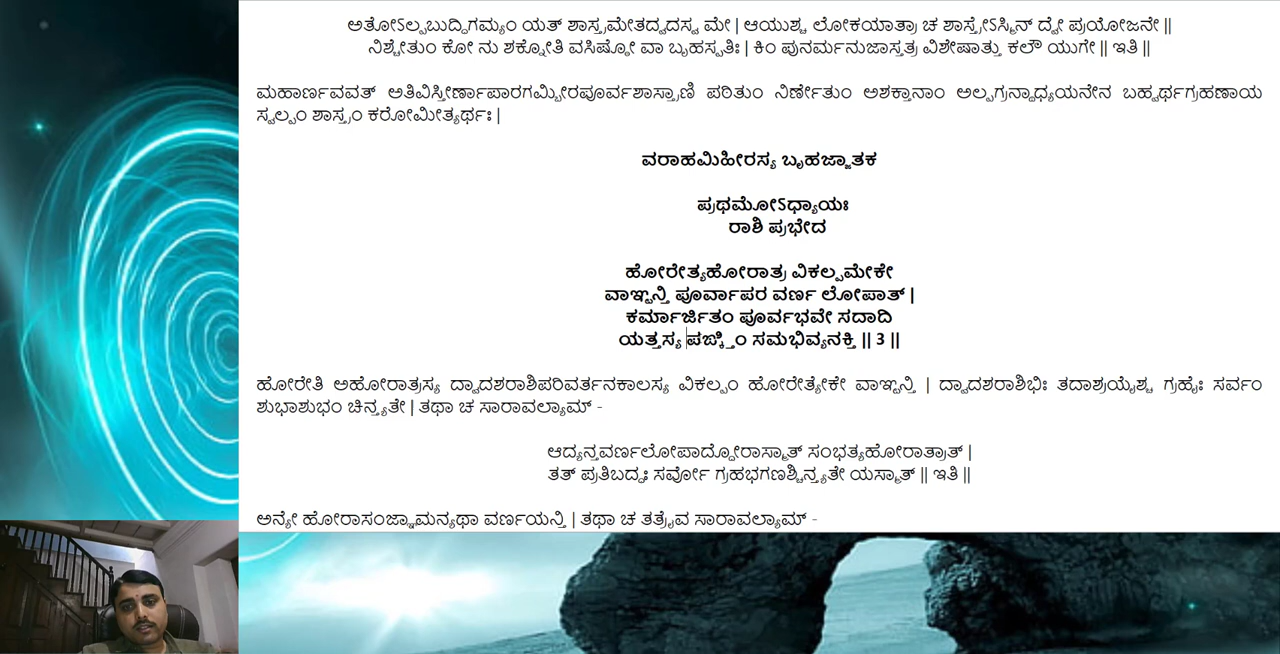 ಅತೋSಲ್ಪಬುದ್ಧಿಗಮ್ಯಂ ಯತ್ ಶಾಸ್ತ್ರಮೇತದ್ವದಸ್ವ ಮೇ | ಆಯುಶ್ಚ ಲೋಕಯಾತ್ರಾ ಚ ಶಾಸ್ತ್ರೇSಸ್ಮಿನ್ ದ್ವೇ ಪ್ರಯೋಜನೇ ||
ನಿಶ್ಚೇತುಂ ಕೋ ನು ಶಕ್ನೋತಿ ವಸಿಷ್ಠೋ ವಾ ಬೃಹಸ್ಪತಿಃ | ಕಿಂ ಪುನರ್ಮನುಜಾಸ್ತತ್ರ ವಿಶೇಷಾತ್ತು ಕಲೌ ಯುಗೇ || ಇತಿ ||
ಮಹಾರ್ಣವವತ್ ಅತಿವಿಸ್ತೀರ್ಣಾಪಾರಗಮ್ಭೀರಪೂರ್ವಶಾಸ್ತ್ರಾಣಿ ಪಠಿತುಂ ನಿರ್ಣೇತುಂ ಅಶಕ್ತಾನಾಂ ಅಲ್ಪಗ್ರನ್ಥಾಧ್ಯಯನೇನ ಬಹ್ವರ್ಥಗ್ರಹಣಾಯ
ಸ್ವಲ್ಪಂ ಶಾಸ್ತ್ರಂ ಕರೋಮೀತ್ಯರ್ಥಃ |
ವರಾಹಮಿಹೀರಸ್ಯ ಬೃಹಜ್ಜಾತಕ
ಪ್ರಥಮೋSಧ್ಯಾಯಃ
ರಾಶಿ ಪ್ರಭೇದ
ಹೋರೇತ್ಯಹೋರಾತ್ರ ವಿಕಲ್ಪಮೇಕೇ
ವಾಞ್ಛನ್ತಿ ಪೂರ್ವಾಪರ ವರ್ಣ ಲೋಪಾತ್ |
ಕರ್ಮಾರ್ಜಿತಂ ಪೂರ್ವಭವೇ ಸದಾದಿ
ಯತ್ತಸ್ಯ ಪಙ್ಕ್ತಿಂ ಸಮಭಿವ್ಯನಕ್ತಿ || 3 ||
ಹೋರೇತಿ ಅಹೋರಾತ್ರಸ್ಯ ದ್ವಾದಶರಾಶಿಪರಿವರ್ತನಕಾಲಸ್ಯ ವಿಕಲ್ಪಂ ಹೋರೇತ್ಯೇಕೇ ವಾಞ್ಛನ್ತಿ | ದ್ವಾದಶರಾಶಿಭಿಃ ತದಾಶ್ರಯೈಶ್ಚ ಗ್ರಹೈಃ ಸರ್ವಂ
ಶುಭಾಶುಭಂ ಚಿನ್ತ್ಯತೇ | ತಥಾ ಚ ಸಾರಾವಲ್ಯಾಮ್ -
ಆದ್ಯನ್ತವರ್ಣಲೋಪಾದ್ಧೋರಾಸ್ಮಾತ್ ಸಂಭತ್ಯಹೋರಾತ್ರಾತ್ |
ತತ್ ಪ್ರತಿಬದ್ಧಃ ಸರ್ವೋ ಗ್ರಹಭಗಣಶ್ಚಿನ್ತ್ಯತೇ ಯಸ್ಮಾತ್ || ಇತಿ ||
ಅನ್ಯೇ ಹೋರಾಸಂಜ್ಞಾಮನ್ಯಥಾ ವರ್ಣಯನ್ತಿ | ತಥಾ ಚ ತತ್ರೈವ ಸಾರಾವಲ್ಯಾಮ್ -